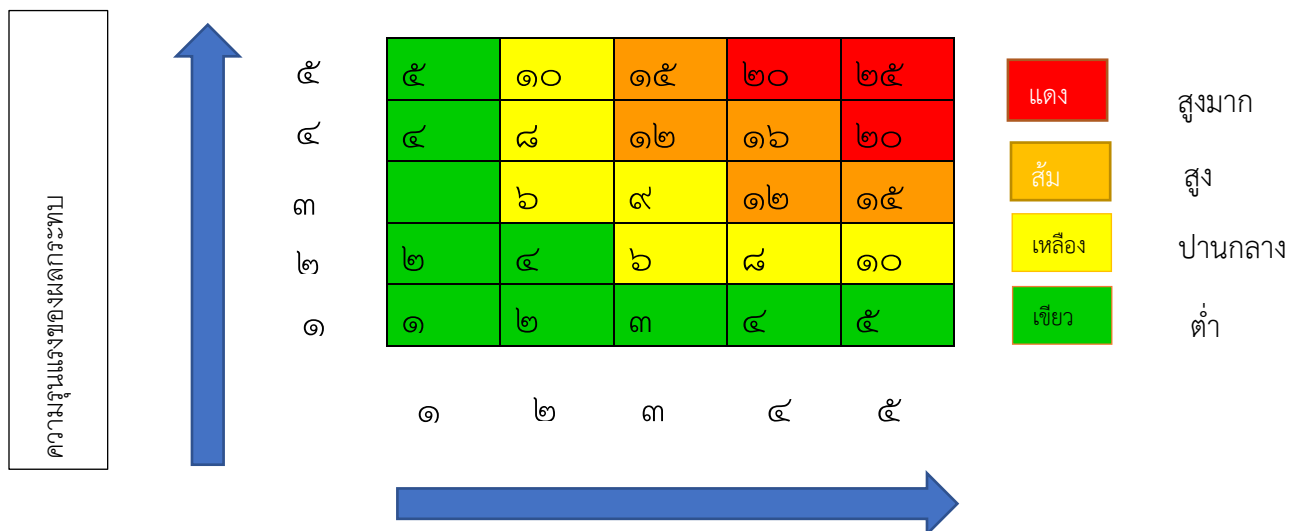 ความรุนแรงของผลกระทบ
๕ ๕ ๑๐ ๑๕ ๒๐ ๒๕
๔ ๔ ๘ ๑๒ ๑๖ ๒๐
๓ ๖ ๙ ๑๒ ๑๕
๒ ๒ ๔ ๖ ๘ ๑๐
๑ ๑ ๒ ๓ ๔ ๕
๑ ๒ ๓ ๔ ๕
แดง สูงมาก
ส้ม สูง
เหลือง ปานกลาง
เขียว ต่ำ